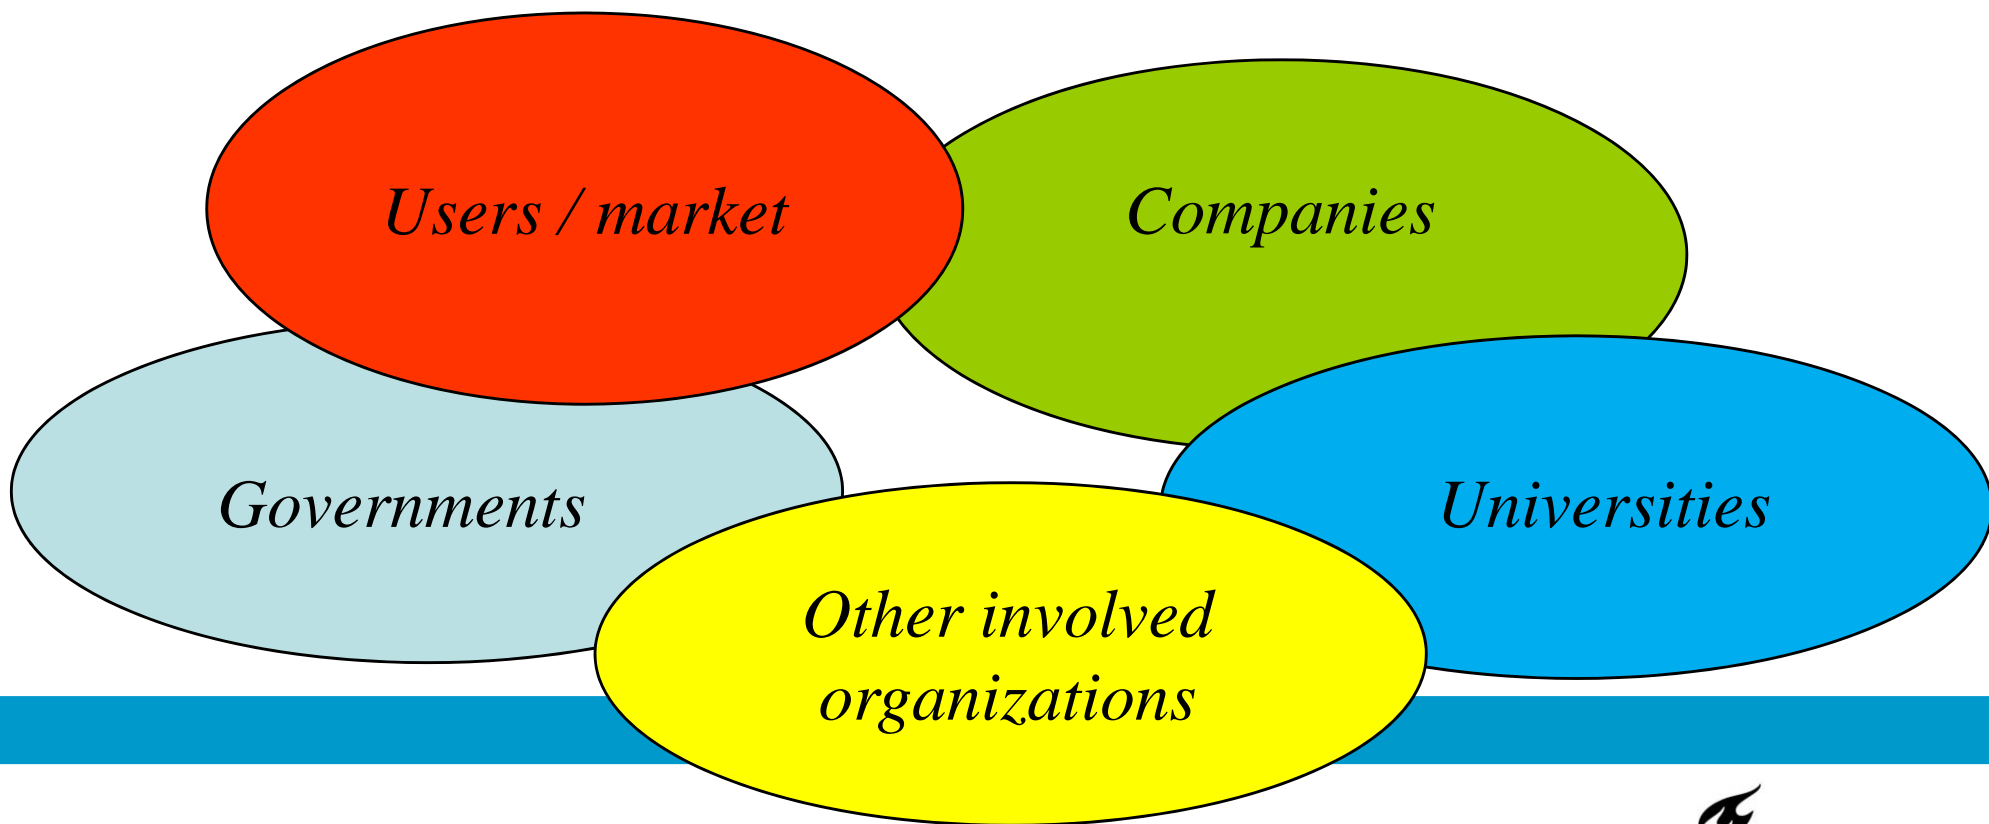 Users / market
Companies
Governments
Universities
Other involved
organizations